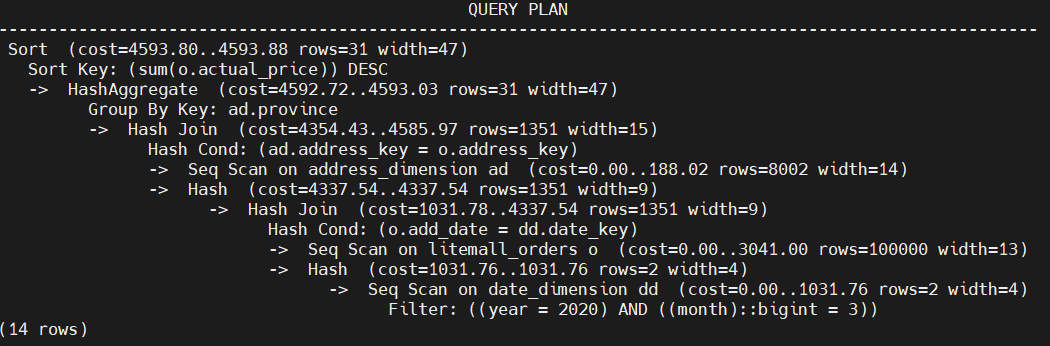 QUERY PLAN
---------------------------------------------------------------------------------------------------------
Sort  (cost=4593.80..4593.88 rows=31 width=47)
  Sort Key: (sum(o.actual_price)) DESC
  ->  HashAggregate  (cost=4592.72..4593.03 rows=31 width=47)
        Group By Key: ad.province
        ->  Hash Join  (cost=4354.43..4585.97 rows=1351 width=15)
              Hash Cond: (ad.address_key = o.address_key)
              ->  Seq Scan on address_dimension ad  (cost=0.00..188.02 rows=8002 width=14)
              ->  Hash  (cost=4337.54..4337.54 rows=1351 width=9)
                    ->  Hash Join  (cost=1031.78..4337.54 rows=1351 width=9)
                          Hash Cond: (o.add_date = dd.date_key)
                          ->  Seq Scan on litemall_orders o  (cost=0.00..3041.00 rows=100000 width=13)
                          ->  Hash  (cost=1031.76..1031.76 rows=2 width=4)
                                ->  Seq Scan on date_dimension dd  (cost=0.00..1031.76 rows=2 width=4)
                                      Filter: ((year = 2020) AND ((month)::bigint = 3))
(14 rows)